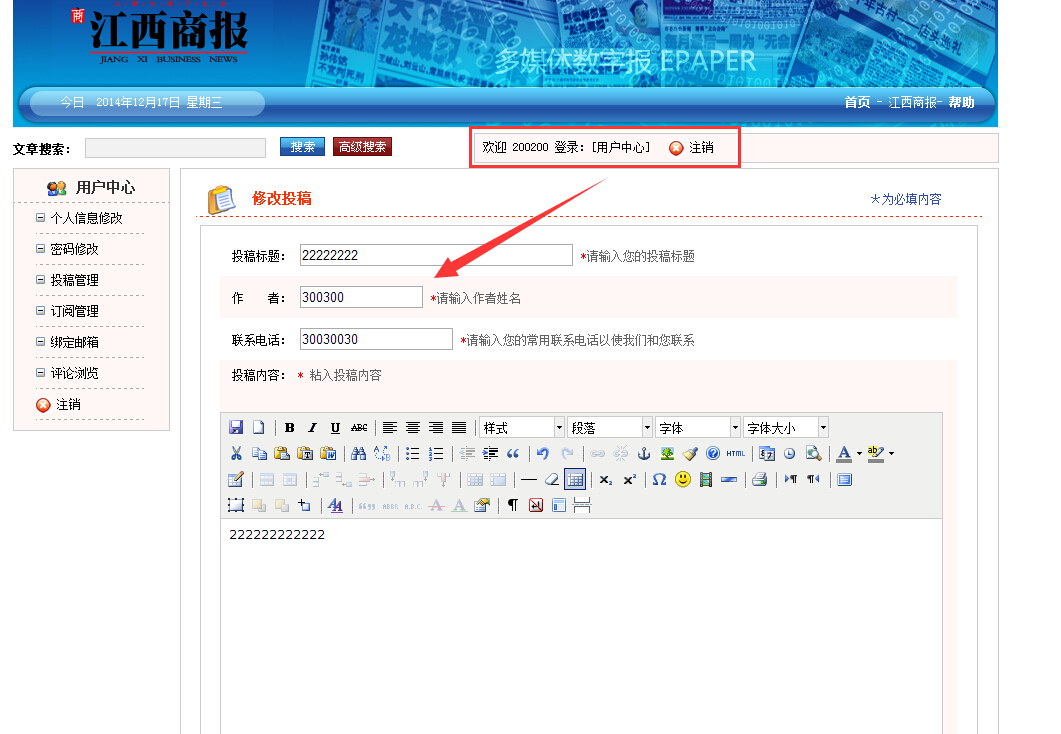 商 江西商报
JIANG XI BUSINESS NEWS
多媒体数字报 EPAPER
今日 2014年12月17日 星期三
首页 - 江西商报- 帮助
文章搜索：
搜索
高级搜索
欢迎 200200 登录：[用户中心] 注销
用户中心
个人信息修改
密码修改
投稿管理
订阅管理
绑定邮箱
评论浏览
注销
修改投稿
*为必填内容
投稿标题： 22222222 *请输入您的投稿标题
作 者： 300300 *请输入作者姓名
联系电话： 30030030 *请输入您的常用联系电话以使我们和您联系
投稿内容： * 粘入投稿内容
B I U ABC 样式 段落 字体 字体大小
HTML A ab
222222222222